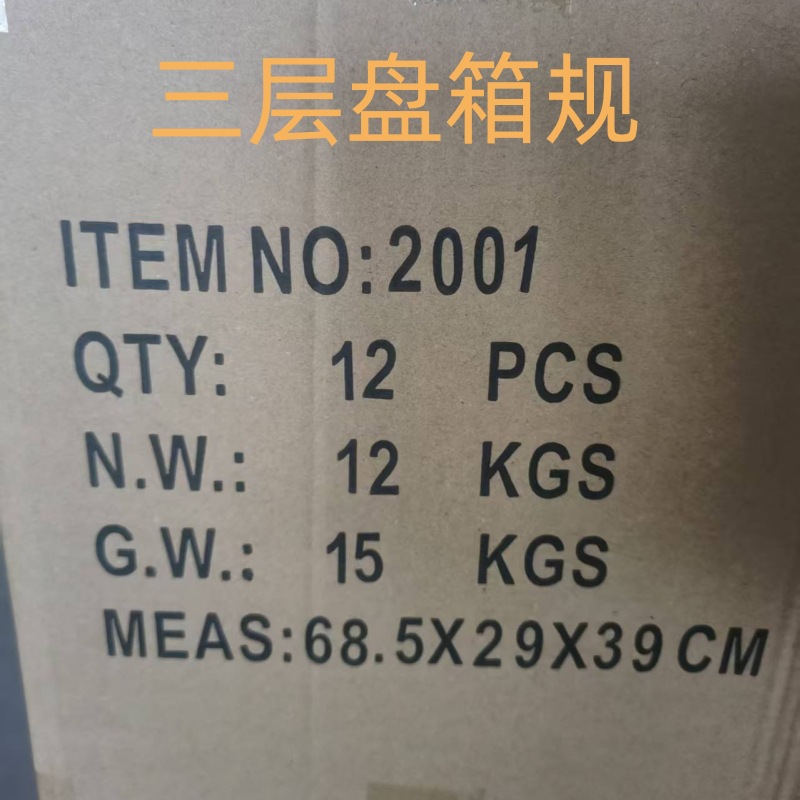 三层盘箱规
ITEM NO:2001
QTY: 12 PCS
N.W.: 12 KGS
G.W.: 15 KGS
MEAS:68.5X29X39CM